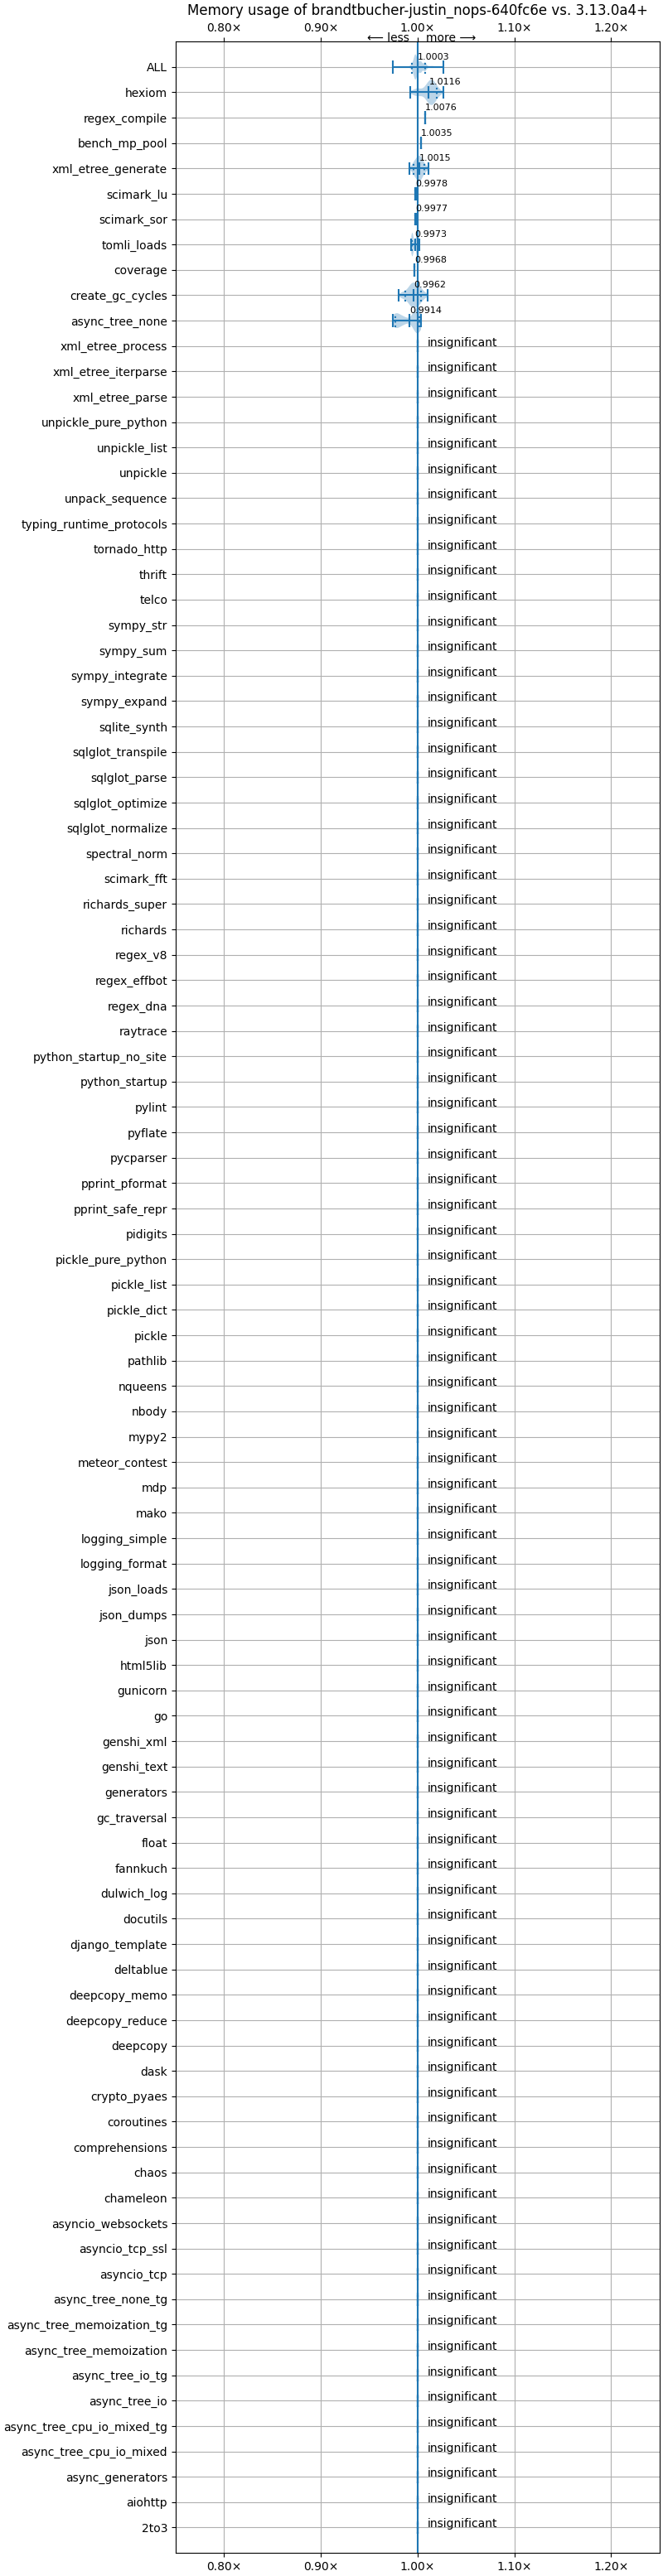 Memory usage of brandtbucher-justin_nops-640fc6e vs. 3.13.0a4+
0.80× 0.90× 1.00× 1.10× 1.20×
⟵ less more ⟶
ALL 1.0003
hexiom 1.0116
regex_compile 1.0076
bench_mp_pool 1.0035
xml_etree_generate 1.0015
scimark_lu 0.9978
scimark_sor 0.9977
tomli_loads 0.9973
coverage 0.9968
create_gc_cycles 0.9962
async_tree_none 0.9914
xml_etree_process insignificant
xml_etree_iterparse insignificant
xml_etree_parse insignificant
unpickle_pure_python insignificant
unpickle_list insignificant
unpickle insignificant
unpack_sequence insignificant
typing_runtime_protocols insignificant
tornado_http insignificant
thrift insignificant
telco insignificant
sympy_str insignificant
sympy_sum insignificant
sympy_integrate insignificant
sympy_expand insignificant
sqlite_synth insignificant
sqlglot_transpile insignificant
sqlglot_parse insignificant
sqlglot_optimize insignificant
sqlglot_normalize insignificant
spectral_norm insignificant
scimark_fft insignificant
richards_super insignificant
richards insignificant
regex_v8 insignificant
regex_effbot insignificant
regex_dna insignificant
raytrace insignificant
python_startup_no_site insignificant
python_startup insignificant
pylint insignificant
pyflate insignificant
pycparser insignificant
pprint_pformat insignificant
pprint_safe_repr insignificant
pidigits insignificant
pickle_pure_python insignificant
pickle_list insignificant
pickle_dict insignificant
pickle insignificant
pathlib insignificant
nqueens insignificant
nbody insignificant
mypy2 insignificant
meteor_contest insignificant
mdp insignificant
mako insignificant
logging_simple insignificant
logging_format insignificant
json_loads insignificant
json_dumps insignificant
json insignificant
html5lib insignificant
gunicorn insignificant
go insignificant
genshi_xml insignificant
genshi_text insignificant
generators insignificant
gc_traversal insignificant
float insignificant
fannkuch insignificant
dulwich_log insignificant
docutils insignificant
django_template insignificant
deltablue insignificant
deepcopy_memo insignificant
deepcopy_reduce insignificant
deepcopy insignificant
dask insignificant
crypto_pyaes insignificant
coroutines insignificant
comprehensions insignificant
chaos insignificant
chameleon insignificant
asyncio_websockets insignificant
asyncio_tcp_ssl insignificant
asyncio_tcp insignificant
async_tree_none_tg insignificant
async_tree_memoization_tg insignificant
async_tree_memoization insignificant
async_tree_io_tg insignificant
async_tree_io insignificant
async_tree_cpu_io_mixed_tg insignificant
async_tree_cpu_io_mixed insignificant
async_generators insignificant
aiohttp insignificant
2to3 insignificant
0.80× 0.90× 1.00× 1.10× 1.20×